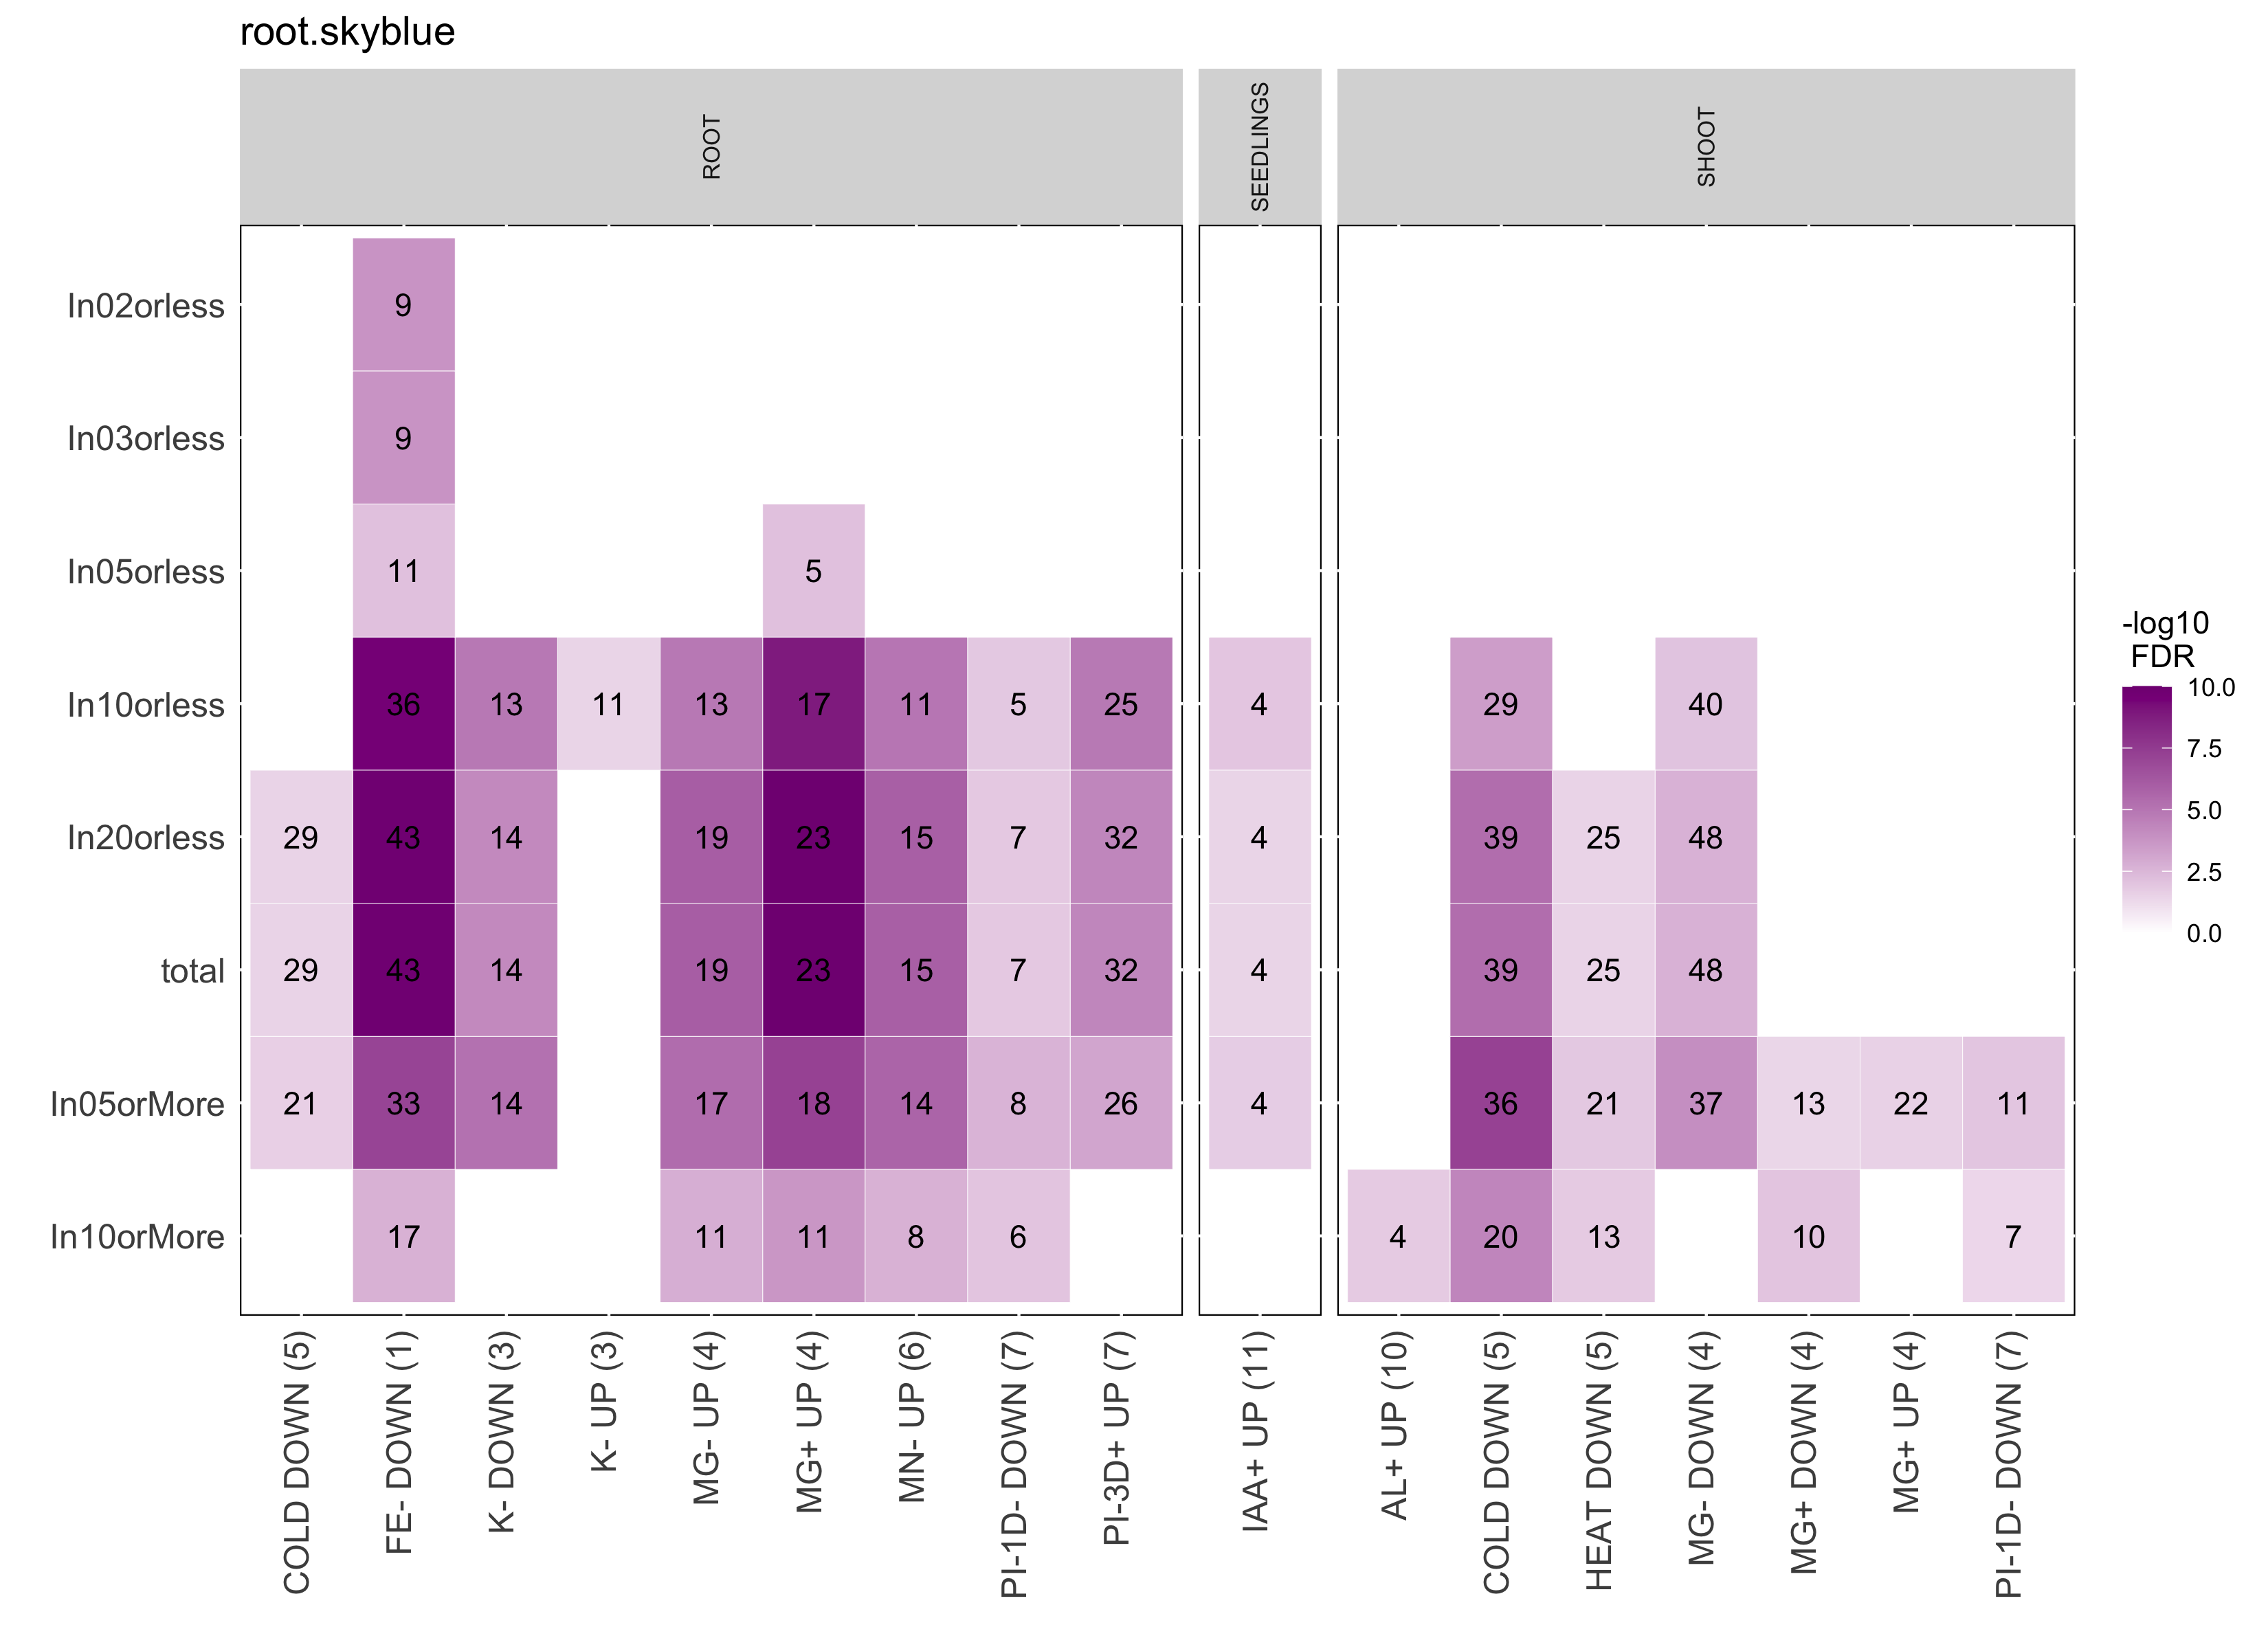 root.skyblue
ROOT
SEEDLINGS
SHOOT
In02orless
9
In03orless
9
In05orless
11 5
In10orless
36 13 11 13 17 11 5 25 4 29 40
In20orless
29 43 14 19 23 15 7 32 4 39 25 48
total
29 43 14 19 23 15 7 32 4 39 25 48
In05orMore
21 33 14 17 18 14 8 26 4 36 21 37 13 22 11
In10orMore
17 11 11 8 6 4 20 13 10 7
COLD DOWN (5)
FE- DOWN (1)
K- DOWN (3)
K- UP (3)
MG- UP (4)
MG+ UP (4)
MN- UP (6)
PI-1D- DOWN (7)
PI-3D+ UP (7)
IAA+ UP (11)
AL+ UP (10)
COLD DOWN (5)
HEAT DOWN (5)
MG- DOWN (4)
MG+ DOWN (4)
MG+ UP (4)
PI-1D- DOWN (7)
-log10
FDR
10.0
7.5
5.0
2.5
0.0